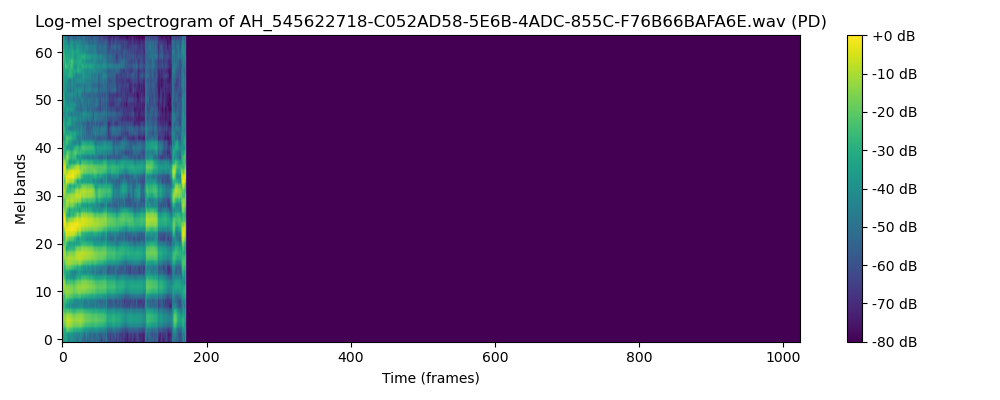 Log-mel spectrogram of AH_545622718-C052AD58-5E6B-4ADC-855C-F76B66BAFA6E.wav (PD)
Mel bands
60
50
40
30
20
10
0
0
200
400
600
800
1000
Time (frames)
+0 dB
-10 dB
-20 dB
-30 dB
-40 dB
-50 dB
-60 dB
-70 dB
-80 dB